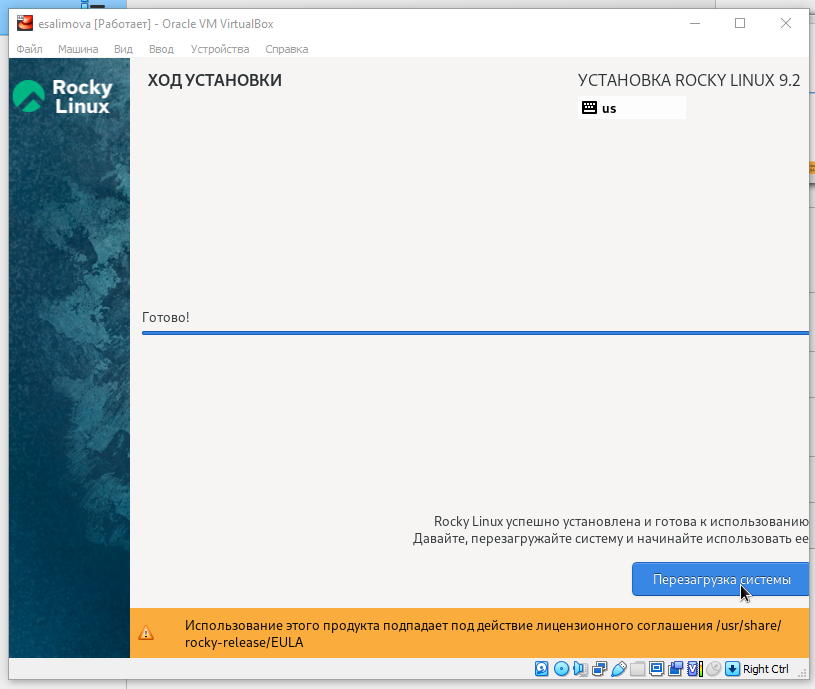 esalimova [Работает] - Oracle VM VirtualBox
Файл Машина Вид Ввод Устройства Справка
Rocky
Linux
ХОД УСТАНОВКИ
УСТАНОВКА ROCKY LINUX 9.2
us
Готово!
Rocky Linux успешно установлена и готова к использованию
Давайте, перезагружайте систему и начинайте использовать ее
Перезагрузка системы
Использование этого продукта подпадает под действие лицензионного соглашения /usr/share/
rocky-release/EULA
Right Ctrl